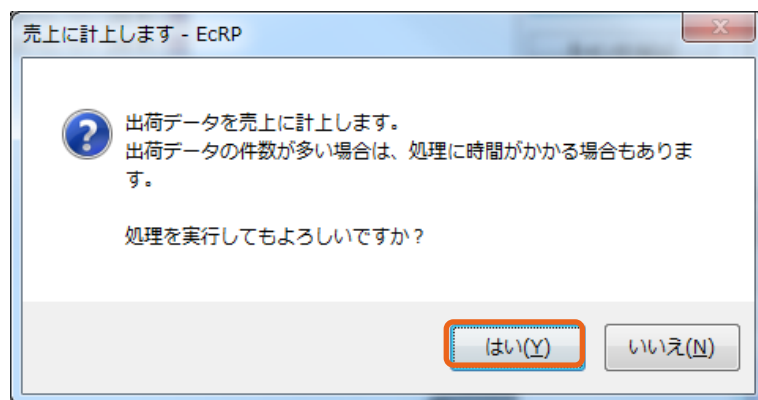 売上に計上します - EcRP
出荷データを売上に計上します。
出荷データの件数が多い場合は、処理に時間がかかる場合もありま
す。
処理を実行してもよろしいですか？
はい(Y) いいえ(N)